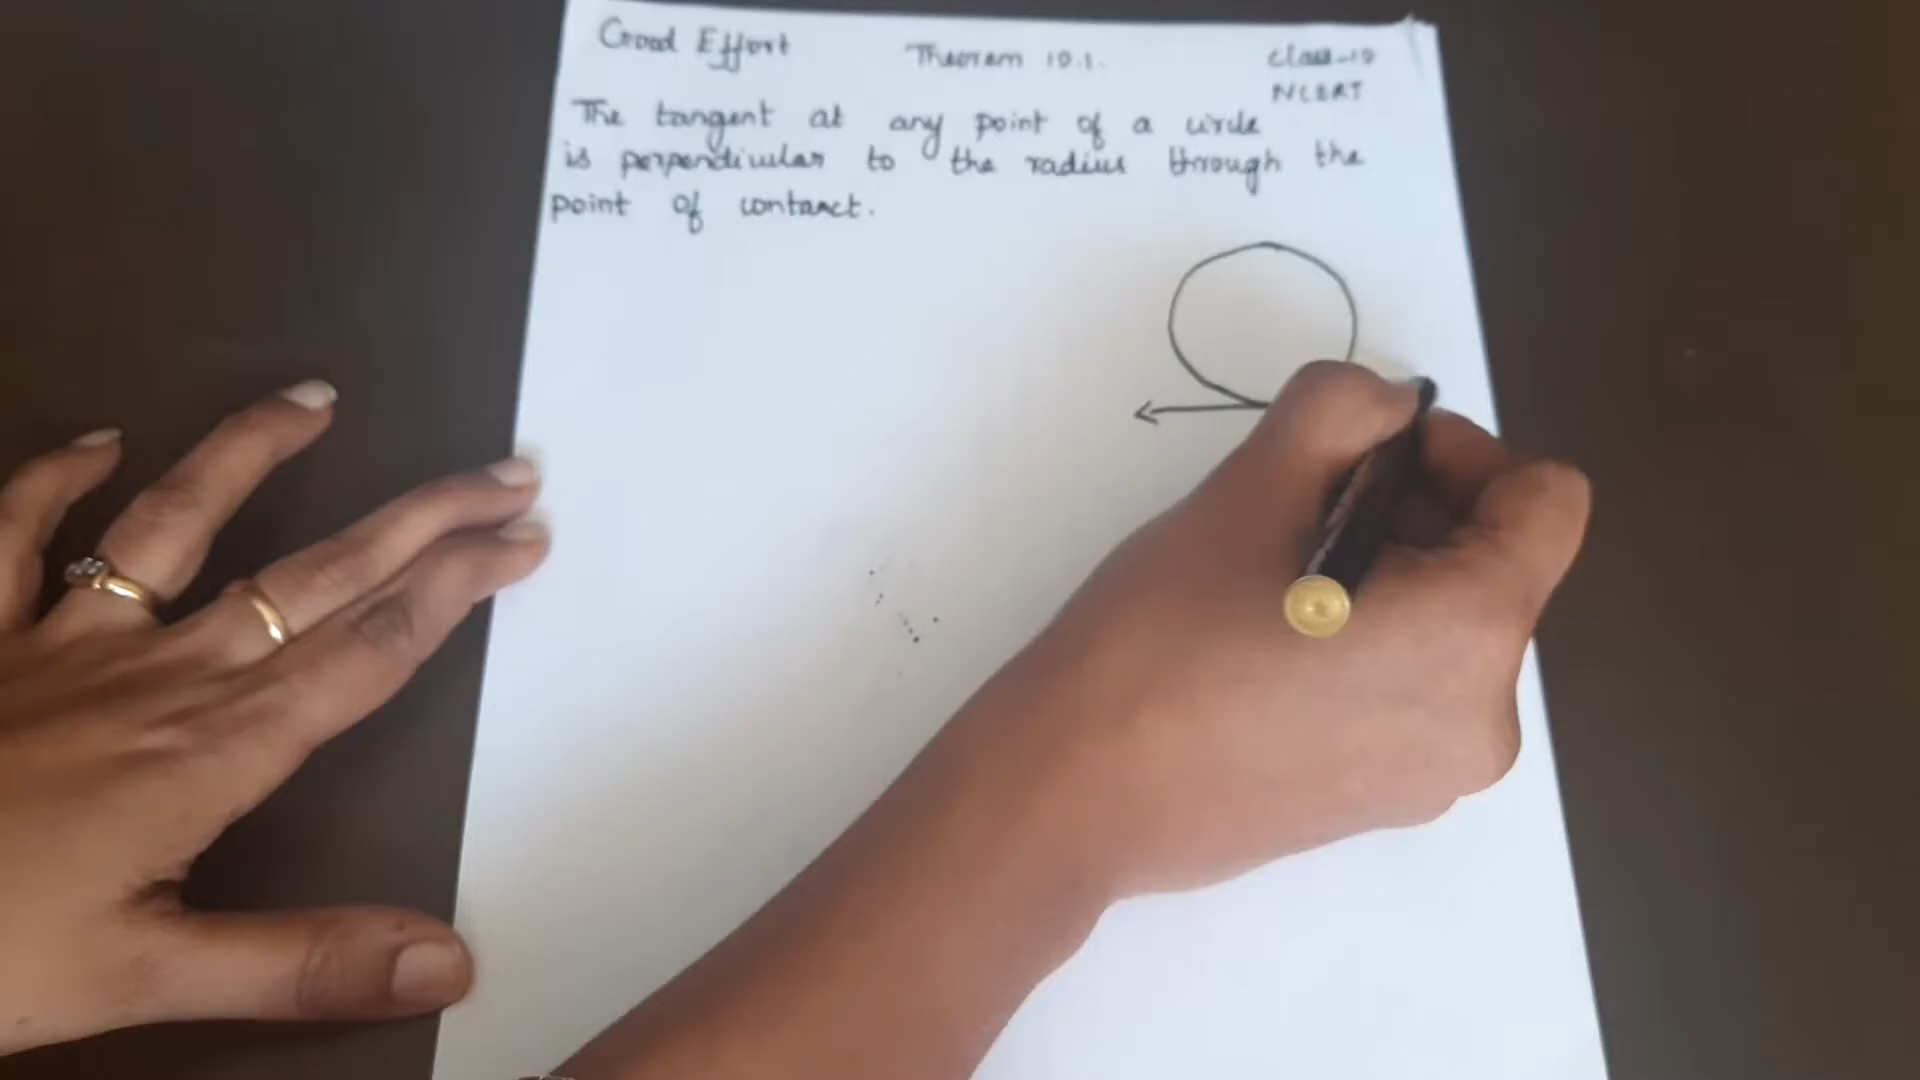 Good Effort
Theorem 10.1.
Class-10
NCERT
The tangent at any point of a circle
is perpendicular to the radius through the
point of contanct.